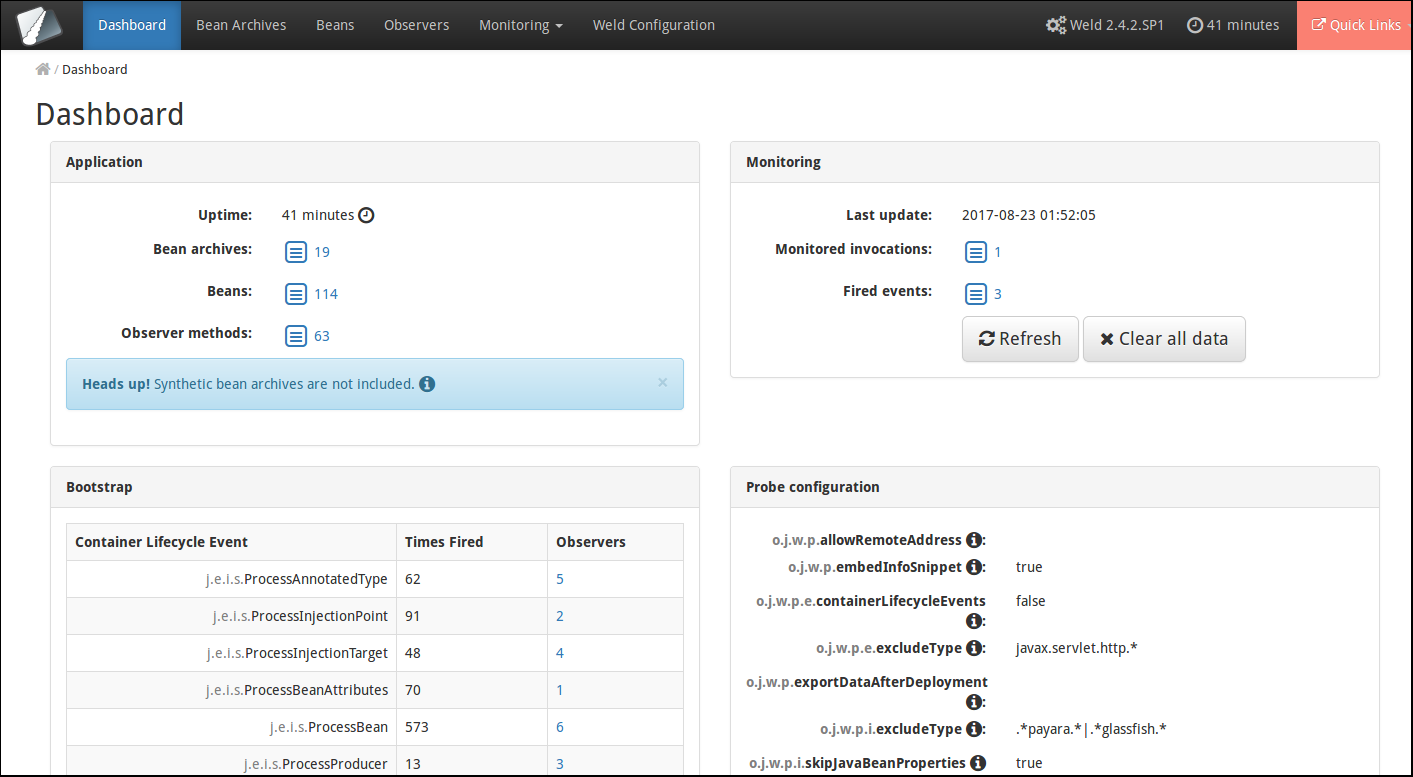 Dashboard Bean Archives Beans Observers Monitoring Weld Configuration Weld 2.4.2.SP1 41 minutes Quick Links
/ Dashboard
Dashboard
Application
Uptime: 41 minutes
Bean archives: 19
Beans: 114
Observer methods: 63
Heads up! Synthetic bean archives are not included. ×
Monitoring
Last update: 2017-08-23 01:52:05
Monitored invocations: 1
Fired events: 3
Refresh Clear all data
Bootstrap
Container Lifecycle Event Times Fired Observers
j.e.i.s.ProcessAnnotatedType 62 5
j.e.i.s.ProcessInjectionPoint 91 2
j.e.i.s.ProcessInjectionTarget 48 4
j.e.i.s.ProcessBeanAttributes 70 1
j.e.i.s.ProcessBean 573 6
j.e.i.s.ProcessProducer 13 3
Probe configuration
o.j.w.p.allowRemoteAddress :
o.j.w.p.embedInfoSnippet : true
o.j.w.p.e.containerLifecycleEvents false
:
o.j.w.p.e.excludeType : javax.servlet.http.*
o.j.w.p.exportDataAfterDeployment
:
o.j.w.p.i.excludeType : .*payara.*|.*glassfish.*
o.j.w.p.i.skipJavaBeanProperties true